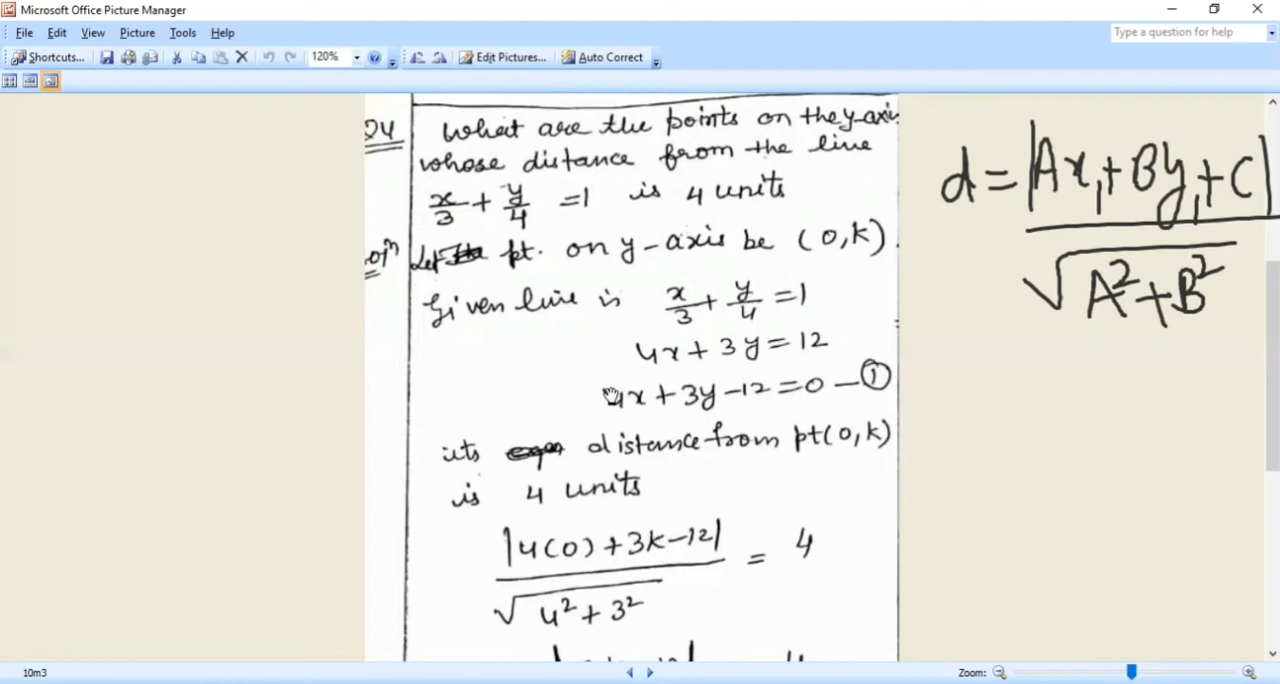 Microsoft Office Picture Manager
File Edit View Picture Tools Help
Type a question for help
Shortcuts... 120% Edit Pictures... Auto Correct
24 What are the points on the y-axis
whose distance from the line
x/3 + y/4 = 1 is 4 units
Let pt. on y-axis be (0,k).
Given line is x/3 + y/4 = 1
4x + 3y = 12
4x + 3y - 12 = 0 — ①
its distance from pt (0,k)
is 4 units
|4(0) + 3k - 12| / √4² + 3² = 4
d = |Ax₁ + By₁ + C| / √A² + B²
10m3
Zoom: